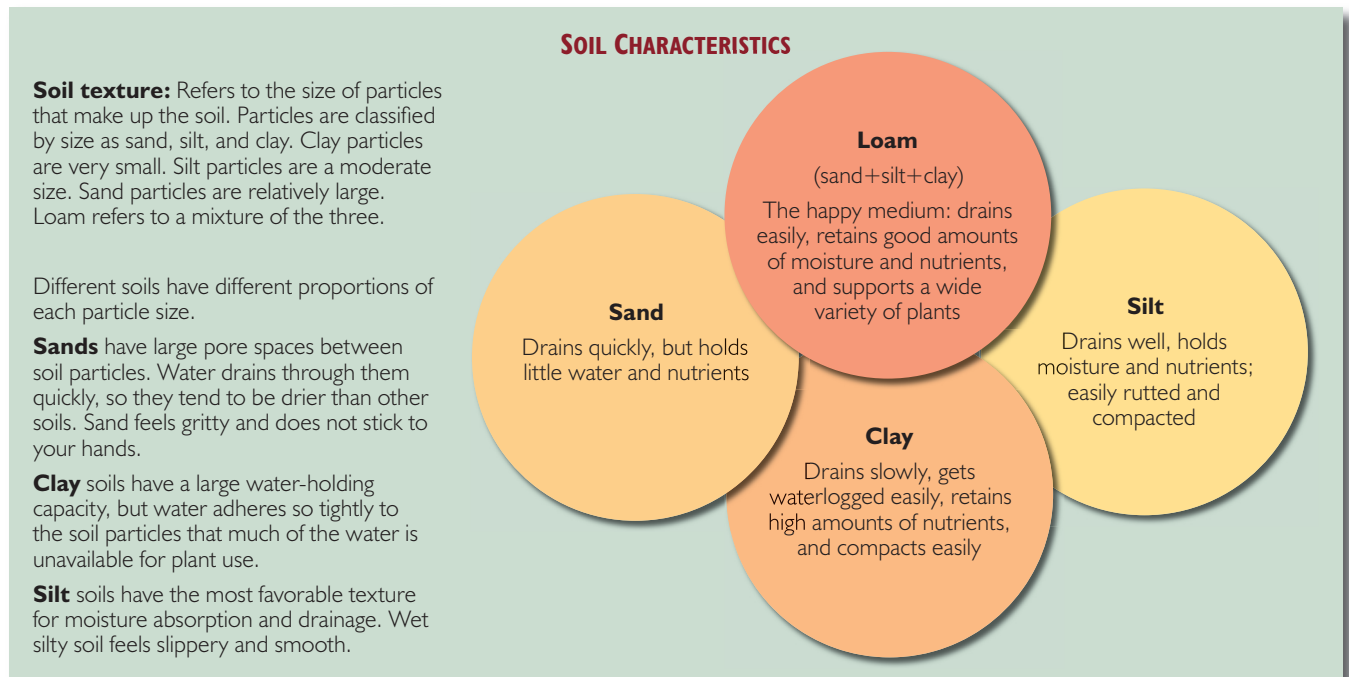 SOIL CHARACTERISTICS
Soil texture: Refers to the size of particles
that make up the soil. Particles are classified
by size as sand, silt, and clay. Clay particles
are very small. Silt particles are a moderate
size. Sand particles are relatively large.
Loam refers to a mixture of the three.
Different soils have different proportions of
each particle size.
Sands have large pore spaces between
soil particles. Water drains through them
quickly, so they tend to be drier than other
soils. Sand feels gritty and does not stick to
your hands.
Clay soils have a large water-holding
capacity, but water adheres so tightly to
the soil particles that much of the water is
unavailable for plant use.
Silt soils have the most favorable texture
for moisture absorption and drainage. Wet
silty soil feels slippery and smooth.
Loam
(sand+silt+clay)
The happy medium: drains
easily, retains good amounts
of moisture and nutrients,
and supports a wide
variety of plants
Sand
Drains quickly, but holds
little water and nutrients
Silt
Drains well, holds
moisture and nutrients;
easily rutted and
compacted
Clay
Drains slowly, gets
waterlogged easily, retains
high amounts of nutrients,
and compacts easily